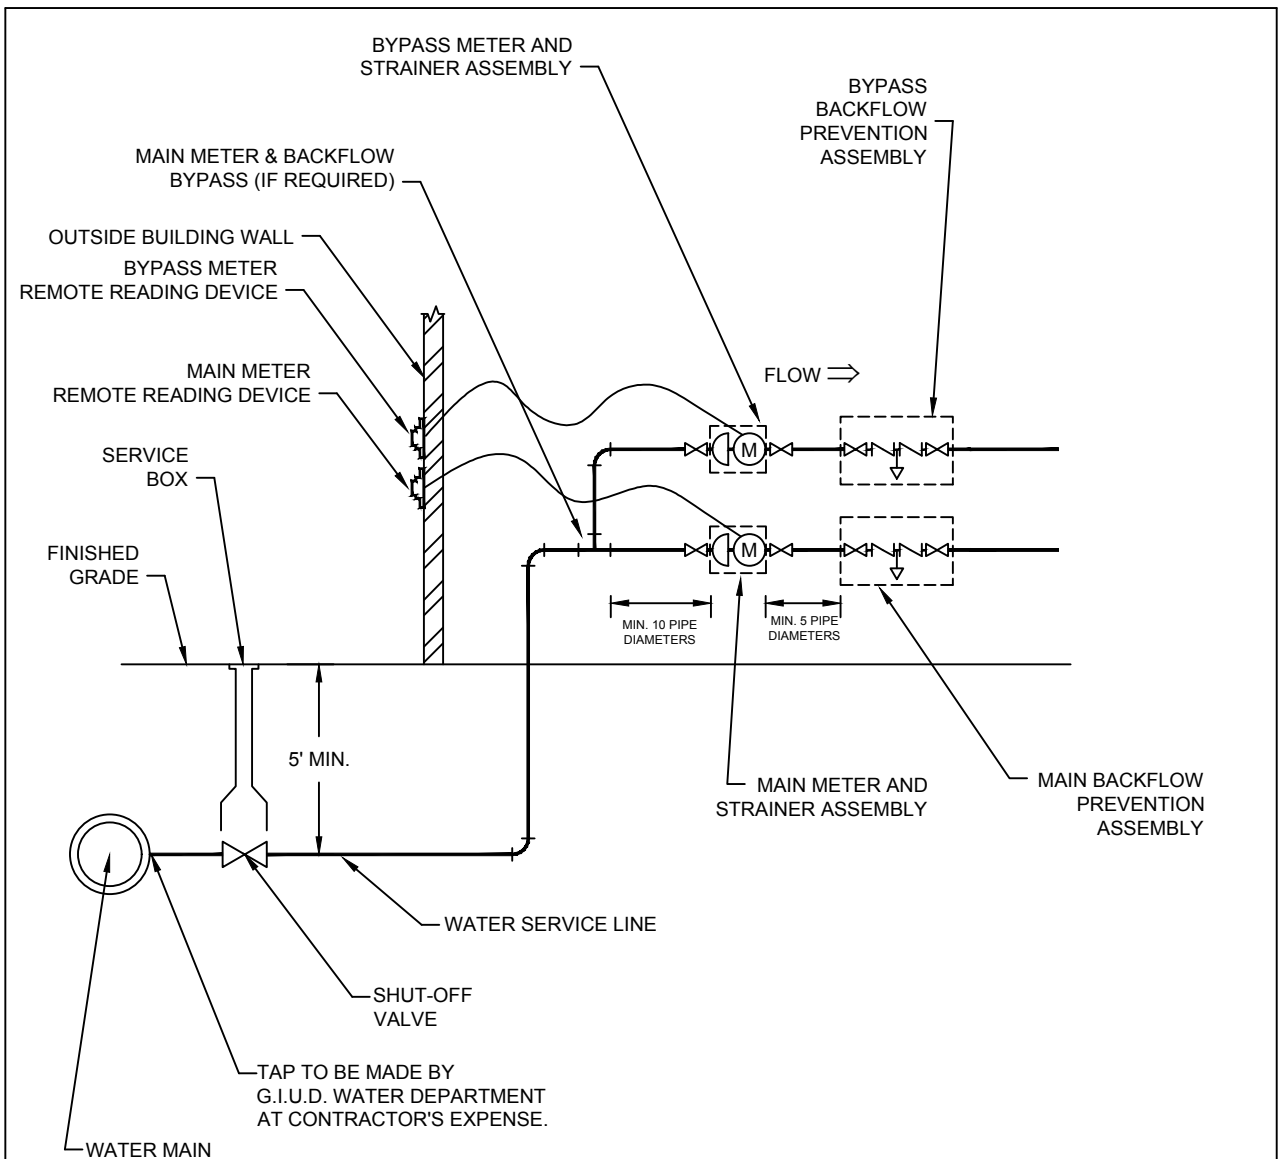 BYPASS METER AND
STRAINER ASSEMBLY
BYPASS
BACKFLOW
PREVENTION
ASSEMBLY
MAIN METER & BACKFLOW
BYPASS (IF REQUIRED)
OUTSIDE BUILDING WALL
BYPASS METER
REMOTE READING DEVICE
MAIN METER
REMOTE READING DEVICE
FLOW
SERVICE
BOX
M
FINISHED
GRADE
M
MIN. 10 PIPE
DIAMETERS
MIN. 5 PIPE
DIAMETERS
5' MIN.
MAIN METER AND
STRAINER ASSEMBLY
MAIN BACKFLOW
PREVENTION
ASSEMBLY
WATER SERVICE LINE
SHUT-OFF
VALVE
TAP TO BE MADE BY
G.I.U.D. WATER DEPARTMENT
AT CONTRACTOR'S EXPENSE.
WATER MAIN